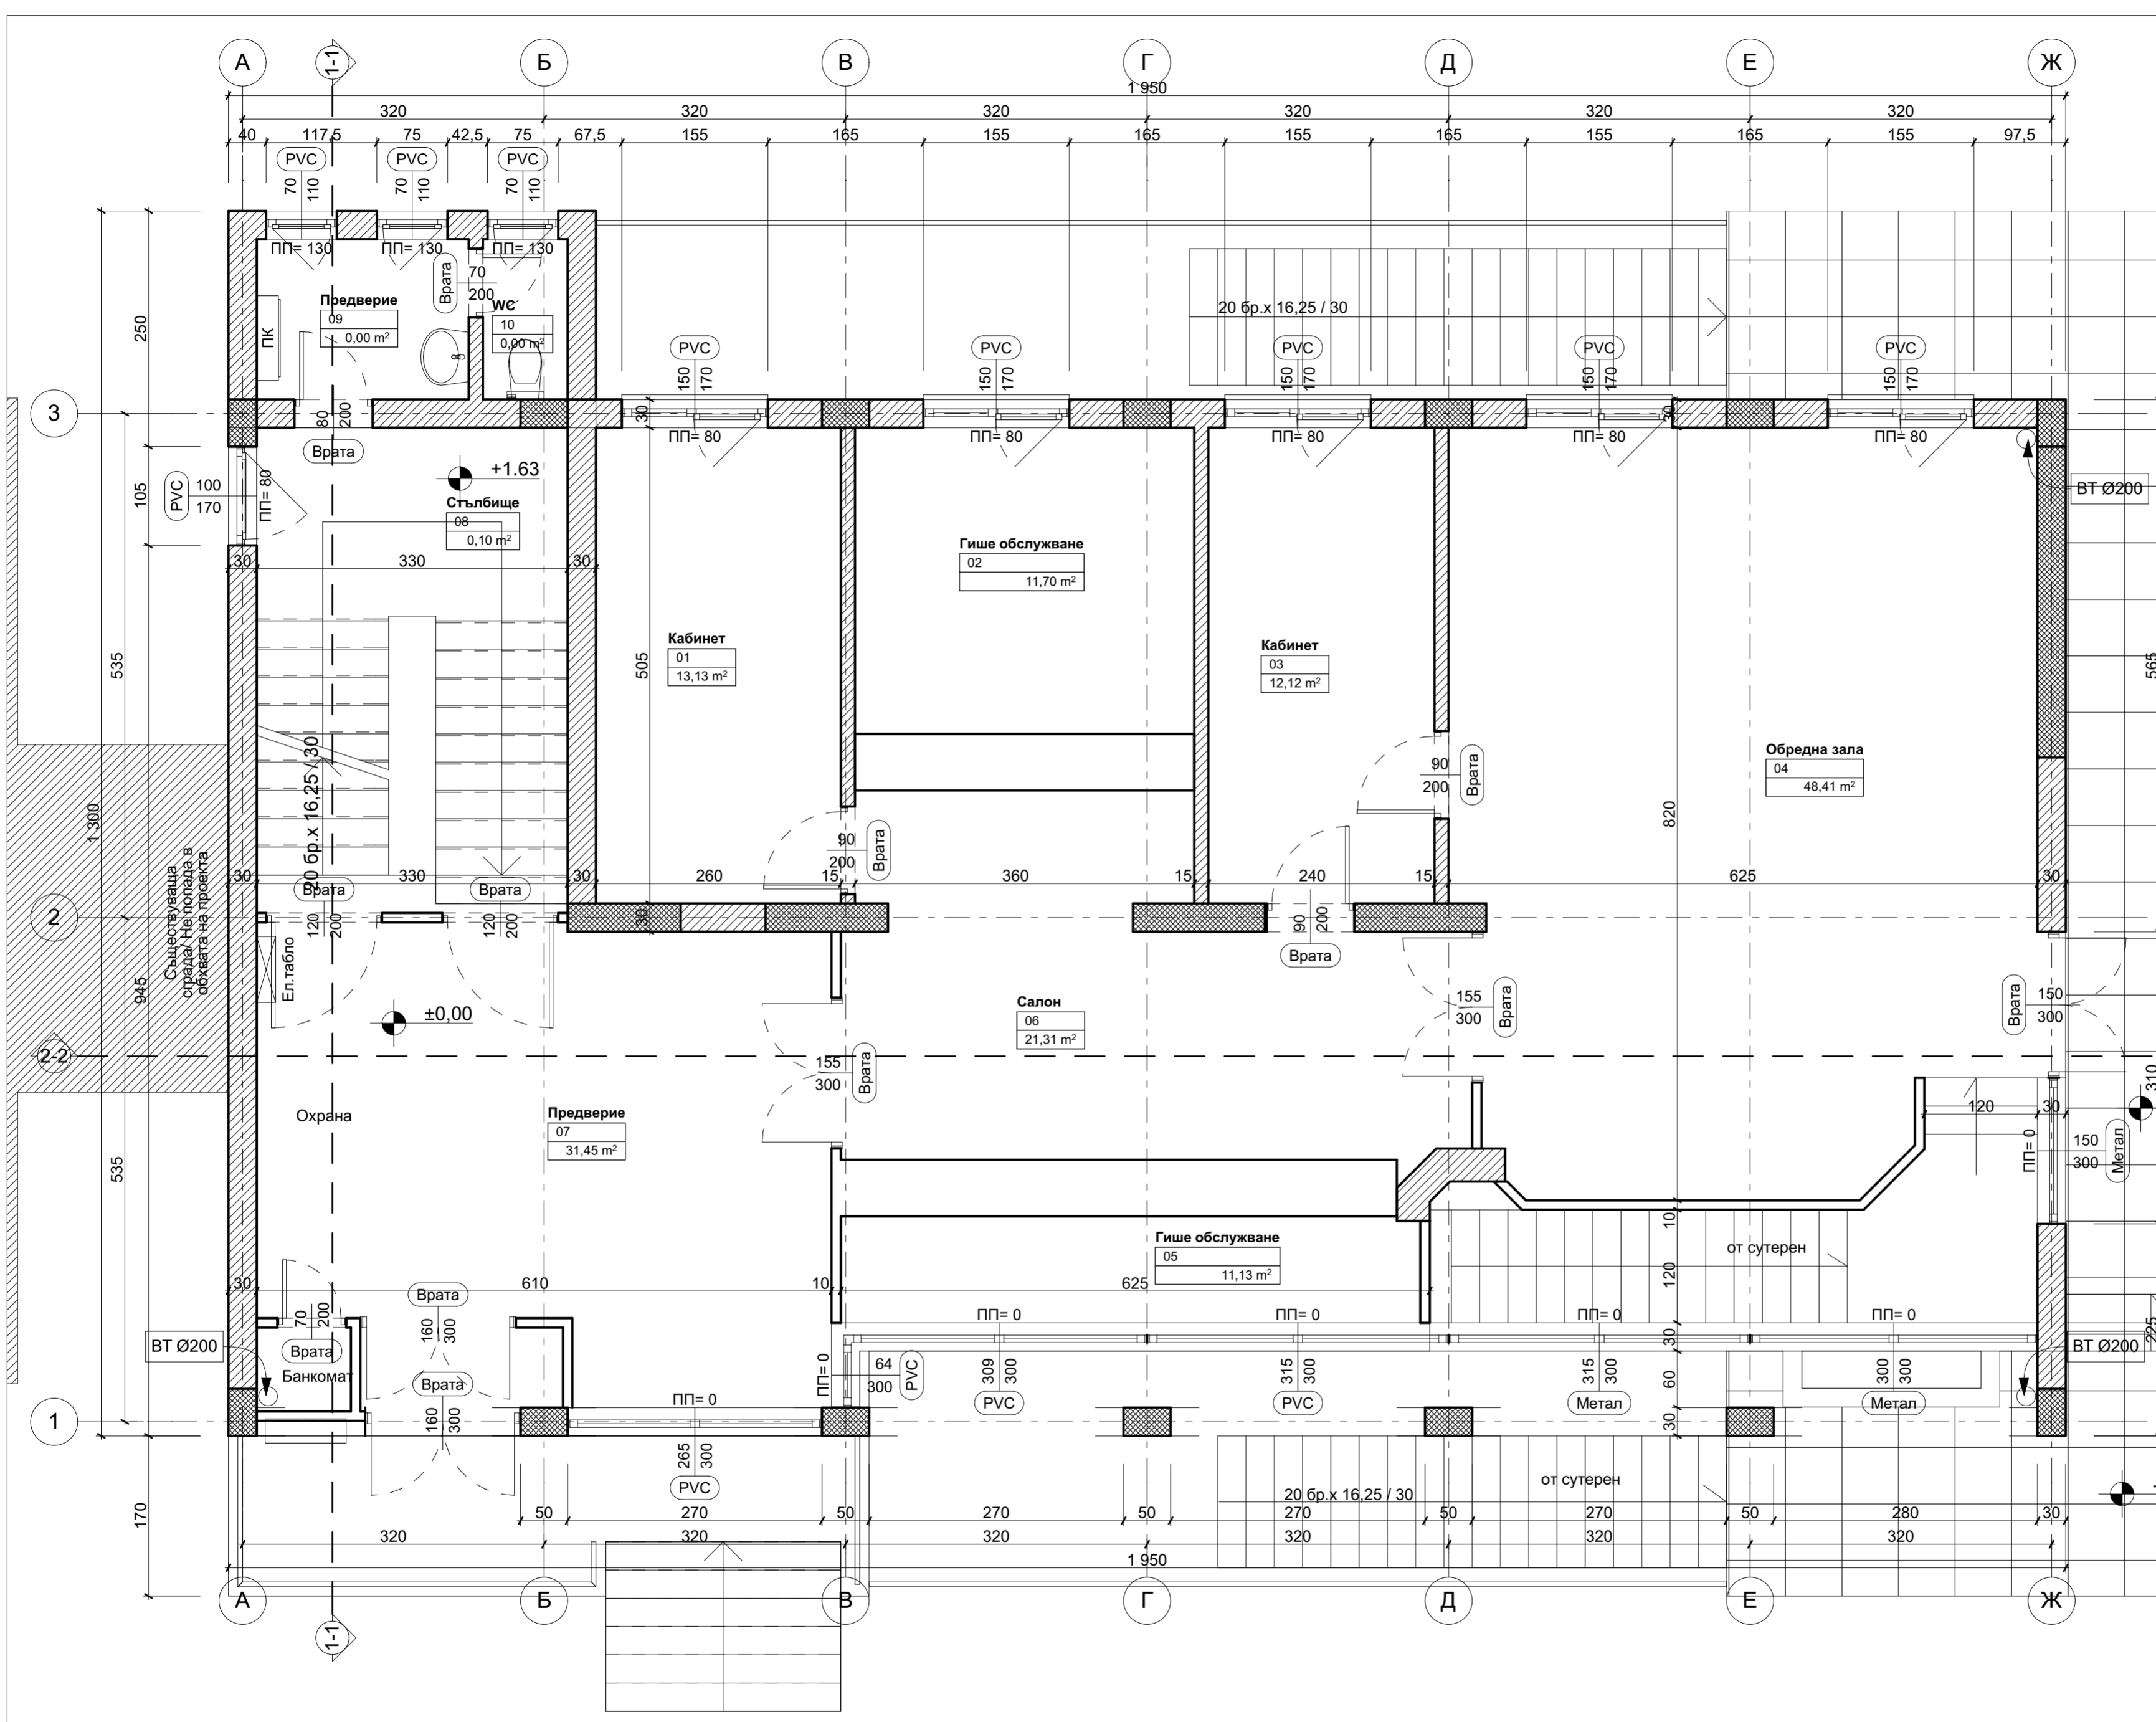 А
1-1
Б
В
Г
Д
Е
Ж
1 950
320
320
320
320
320
320
40
117,5
75
42,5
75
67,5
155
165
155
165
155
165
155
165
155
97,5
PVC
70
110
PVC
70
110
PVC
70
110
ПП= 130
ПП= 130
ПП= 130
Врата
70
200
Предверие
09
0,00 m²
WC
10
0,00 m²
ПК
250
20 бр.x 16,25 / 30
PVC
150
170
PVC
150
170
PVC
150
170
PVC
150
170
PVC
150
170
3
80
200
Врата
30
30
ПП= 80
ПП= 80
ПП= 80
ПП= 80
ПП= 80
+1.63
PVC
100
170
ПП= 80
105
ВТ Ø200
Стълбище
08
0,10 m²
30
330
30
Гише обслужване
02
11,70 m²
Кабинет
01
13,13 m²
505
Кабинет
03
12,12 m²
535
565
Обредна зала
04
48,41 m²
90
200
Врата
20 бр.x 16,25 / 30
1 300
820
Съществуваща
сграда/ Не попада в
обхвата на проекта
90
200
Врата
30
Врата
330
Врата
30
260
15
360
15
240
15
625
30
2
120
200
120
200
30
90
200
Врата
Ел.табло
945
±0,00
Салон
06
21,31 m²
155
300
Врата
Врата
150
300
2-2
155
300
Врата
310
Охрана
Предверие
07
31,45 m²
120
30
ПП= 0
150
300
Метал
535
10
Гише обслужване
05
11,13 m²
от сутерен
120
30
610
10
625
Врата
70
200
160
300
ПП= 0
ПП= 0
ПП= 0
ПП= 0
225
ВТ Ø200
Врата
30
ВТ Ø200
Банкомат
Врата
ПП= 0
64
300
PVC
309
300
PVC
315
300
PVC
315
300
Метал
60
300
300
Метал
1
160
300
ПП= 0
30
265
300
PVC
170
20 бр.x 16,25 / 30
от сутерен
50
270
50
270
50
270
50
270
50
280
30
320
320
320
320
320
320
1 950
А
Б
В
Г
Д
Е
Ж
1-1